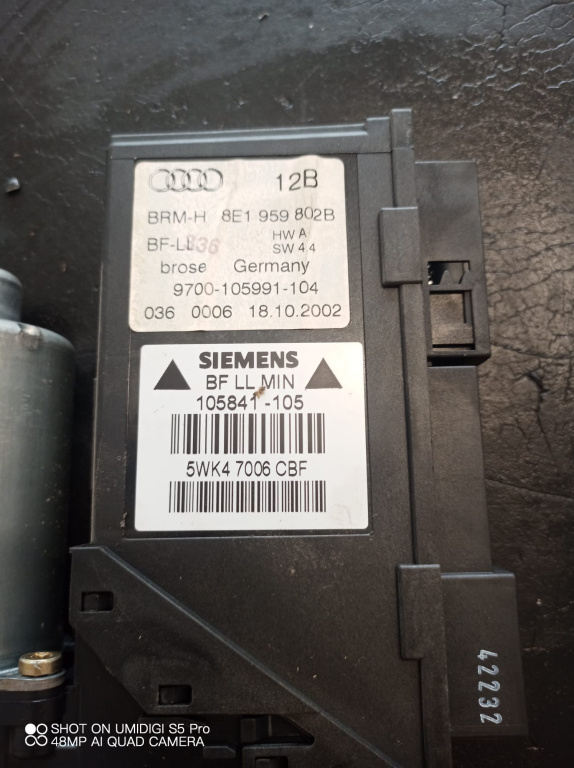 12B
BRM-H 8E1 959 802B
BF-LL HW A
836 SW 4.4
brose Germany
9700-105991-104
036 0006 18.10.2002
SIEMENS
BF LL MIN
105841-105
5WK4 7006 CBF
42232
SHOT ON UMIDIGI S5 Pro
48MP AI QUAD CAMERA